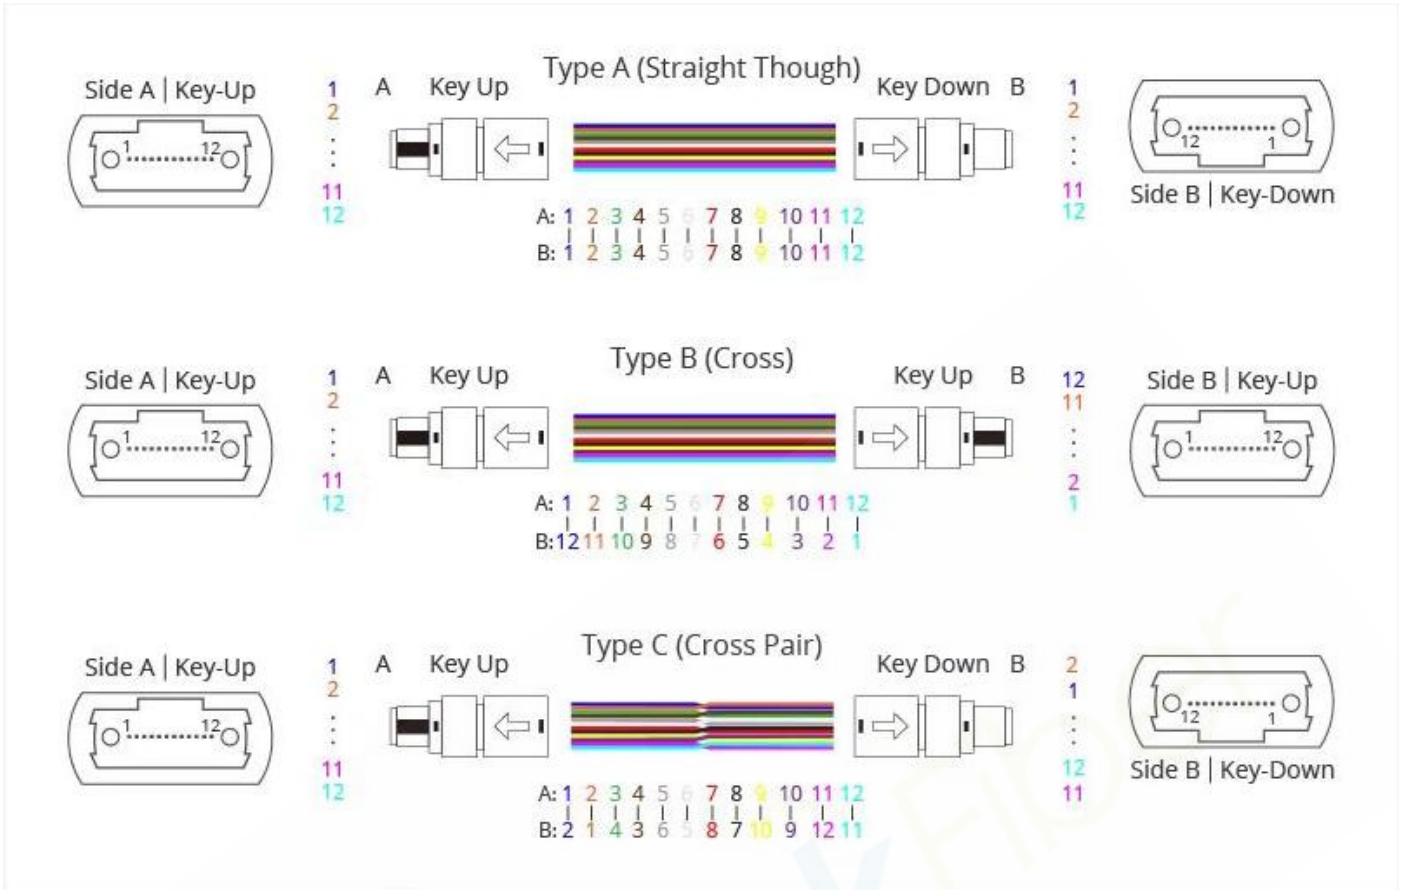 Type A (Straight Though)
Side A | Key-Up
1
2
11
12
A Key Up
Key Down B
1
2
11
12
1 12
12 1
Side B | Key-Down
A: 1 2 3 4 5 6 7 8 9 10 11 12
B: 1 2 3 4 5 6 7 8 9 10 11 12
Type B (Cross)
Side A | Key-Up
1
2
11
12
A Key Up
Key Up B
12
11
2
1
Side B | Key-Up
1 12
1 12
A: 1 2 3 4 5 6 7 8 9 10 11 12
B: 12 11 10 9 8 7 6 5 4 3 2 1
Type C (Cross Pair)
Side A | Key-Up
1
2
11
12
A Key Up
Key Down B
2
1
12
11
1 12
12 1
Side B | Key-Down
A: 1 2 3 4 5 6 7 8 9 10 11 12
B: 2 1 4 3 6 5 8 7 10 9 12 11